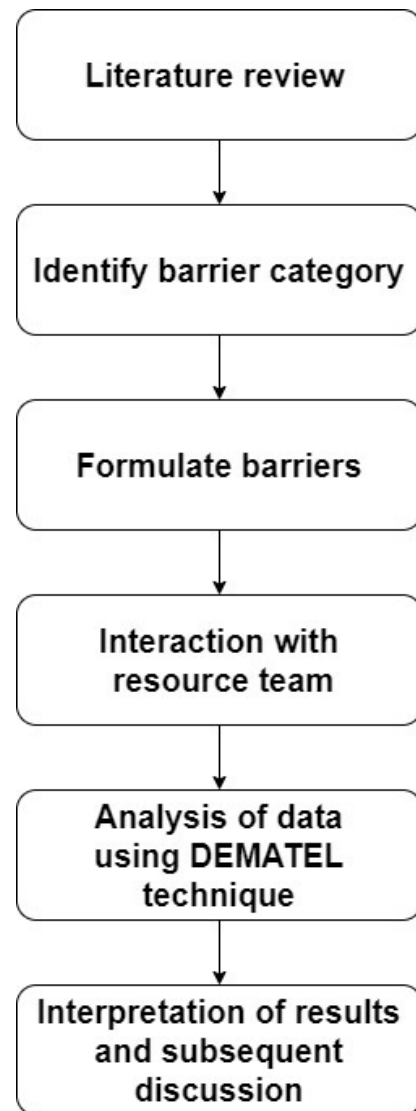 Literature review
Identify barrier category
Formulate barriers
Interaction with
resource team
Analysis of data
using DEMATEL
technique
Interpretation of results
and subsequent
discussion